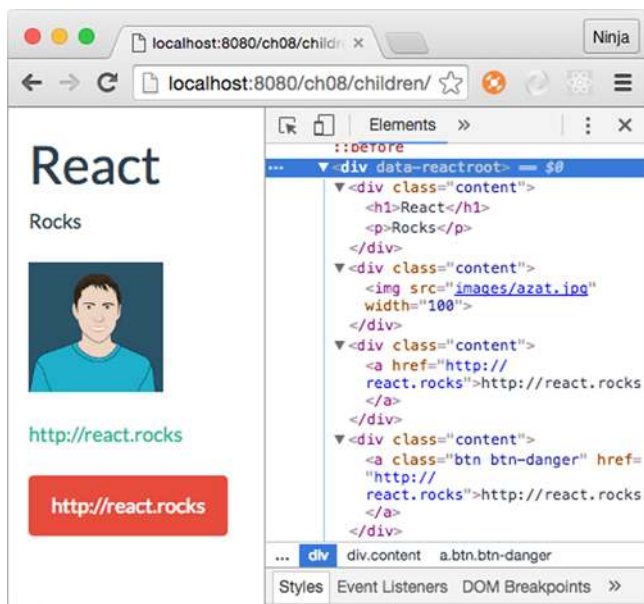 localhost:8080/ch08/childr
Ninja
localhost:8080/ch08/children/
React
Rocks
http://react.rocks
http://react.rocks
Elements »
::before
... ▼<div data-reactroot> == $0
▼<div class="content">
<h1>React</h1>
<p>Rocks</p>
</div>
▼<div class="content">
<img src="images/azat.jpg"
width="100">
</div>
▼<div class="content">
<a href="http://
react.rocks">http://react.rocks
</a>
</div>
▼<div class="content">
<a class="btn btn-danger" href=
"http://
react.rocks">http://react.rocks
</a>
</div>
... div div.content a.btn.btn-danger
Styles Event Listeners DOM Breakpoints »